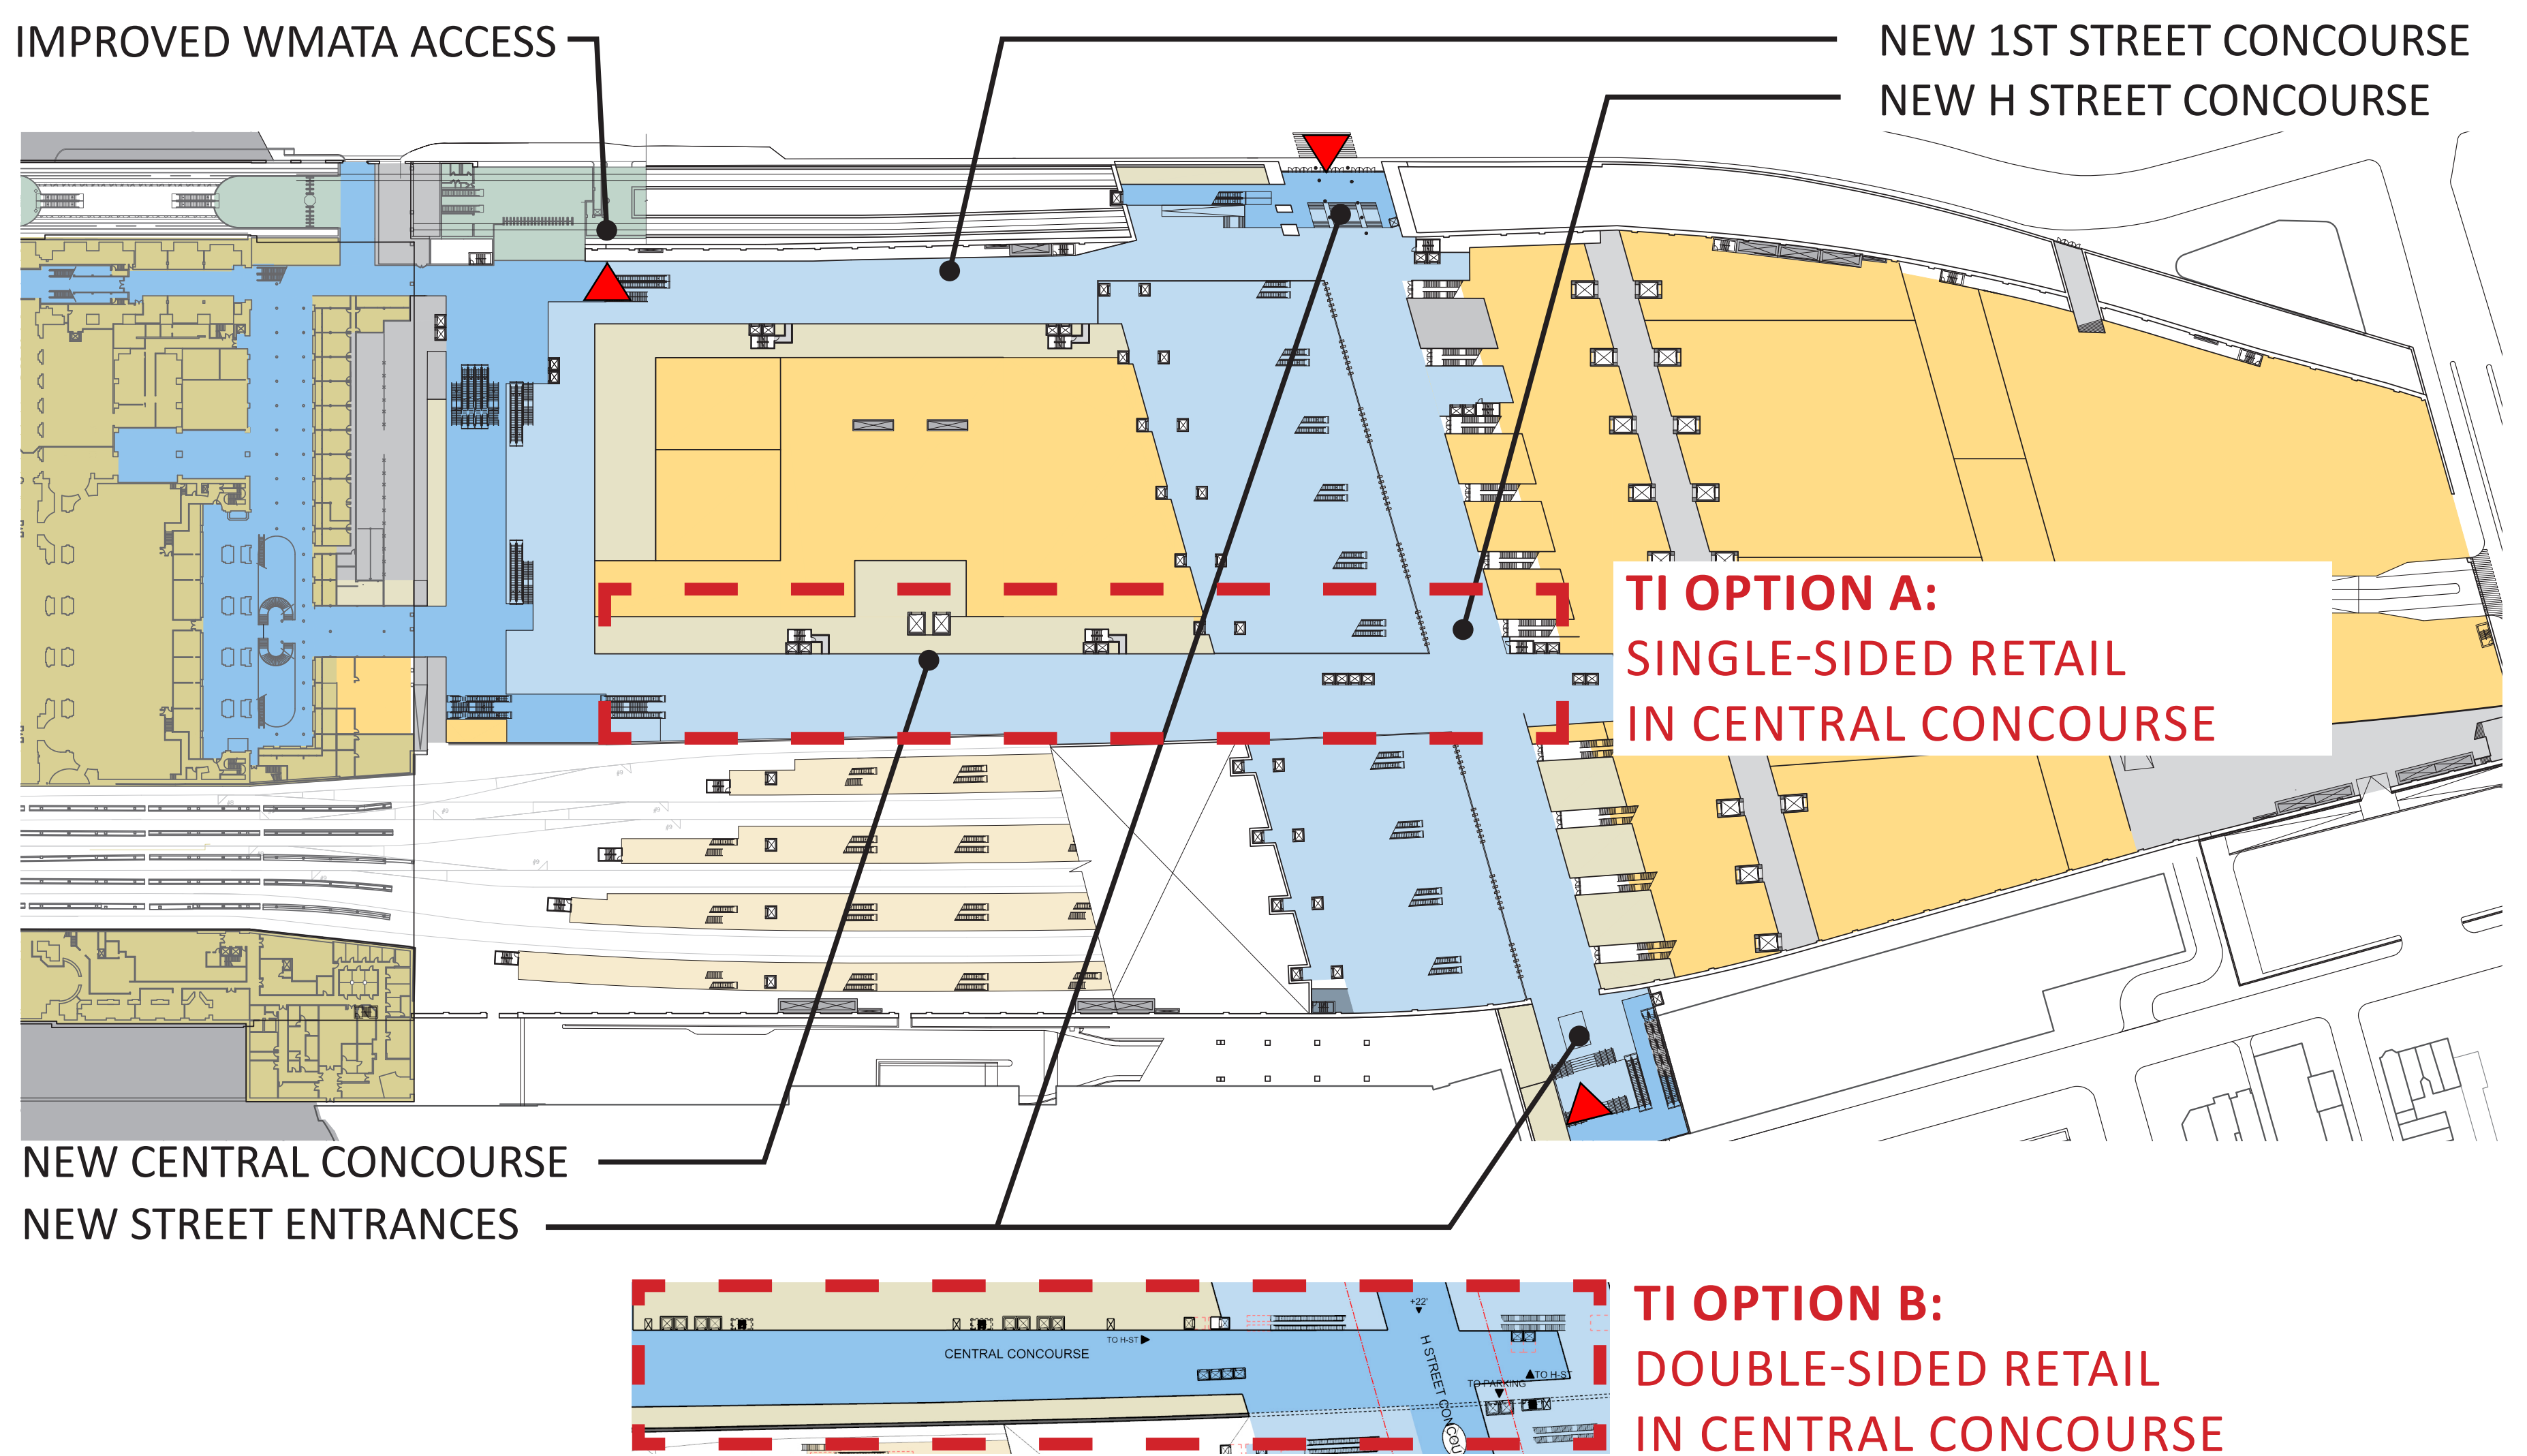 IMPROVED WMATA ACCESS
NEW 1ST STREET CONCOURSE
NEW H STREET CONCOURSE
TI OPTION A:
SINGLE-SIDED RETAIL
IN CENTRAL CONCOURSE
NEW CENTRAL CONCOURSE
NEW STREET ENTRANCES
+22'
TO H-ST
CENTRAL CONCOURSE
H STREET CONCOU
TO H-ST
TO PARKING
TI OPTION B:
DOUBLE-SIDED RETAIL
IN CENTRAL CONCOURSE